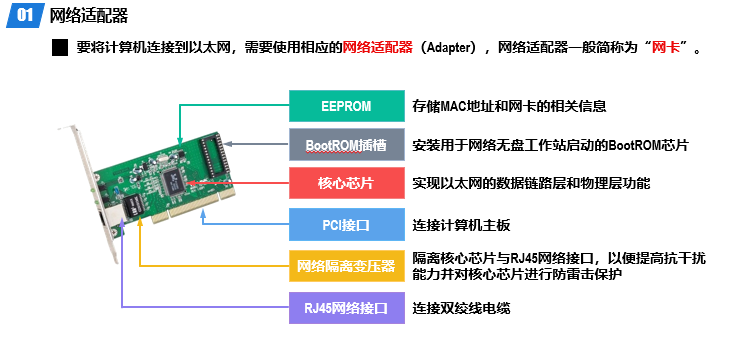 01 网络适配器
要将计算机连接到以太网，需要使用相应的网络适配器（Adapter），网络适配器一般简称为“网卡”。
EEPROM 存储MAC地址和网卡的相关信息
BootROM插槽 安装用于网络无盘工作站启动的BootROM芯片
核心芯片 实现以太网的数据链路层和物理层功能
PCI接口 连接计算机主板
网络隔离变压器 隔离核心芯片与RJ45网络接口，以便提高抗干扰
能力并对核心芯片进行防雷击保护
RJ45网络接口 连接双绞线电缆